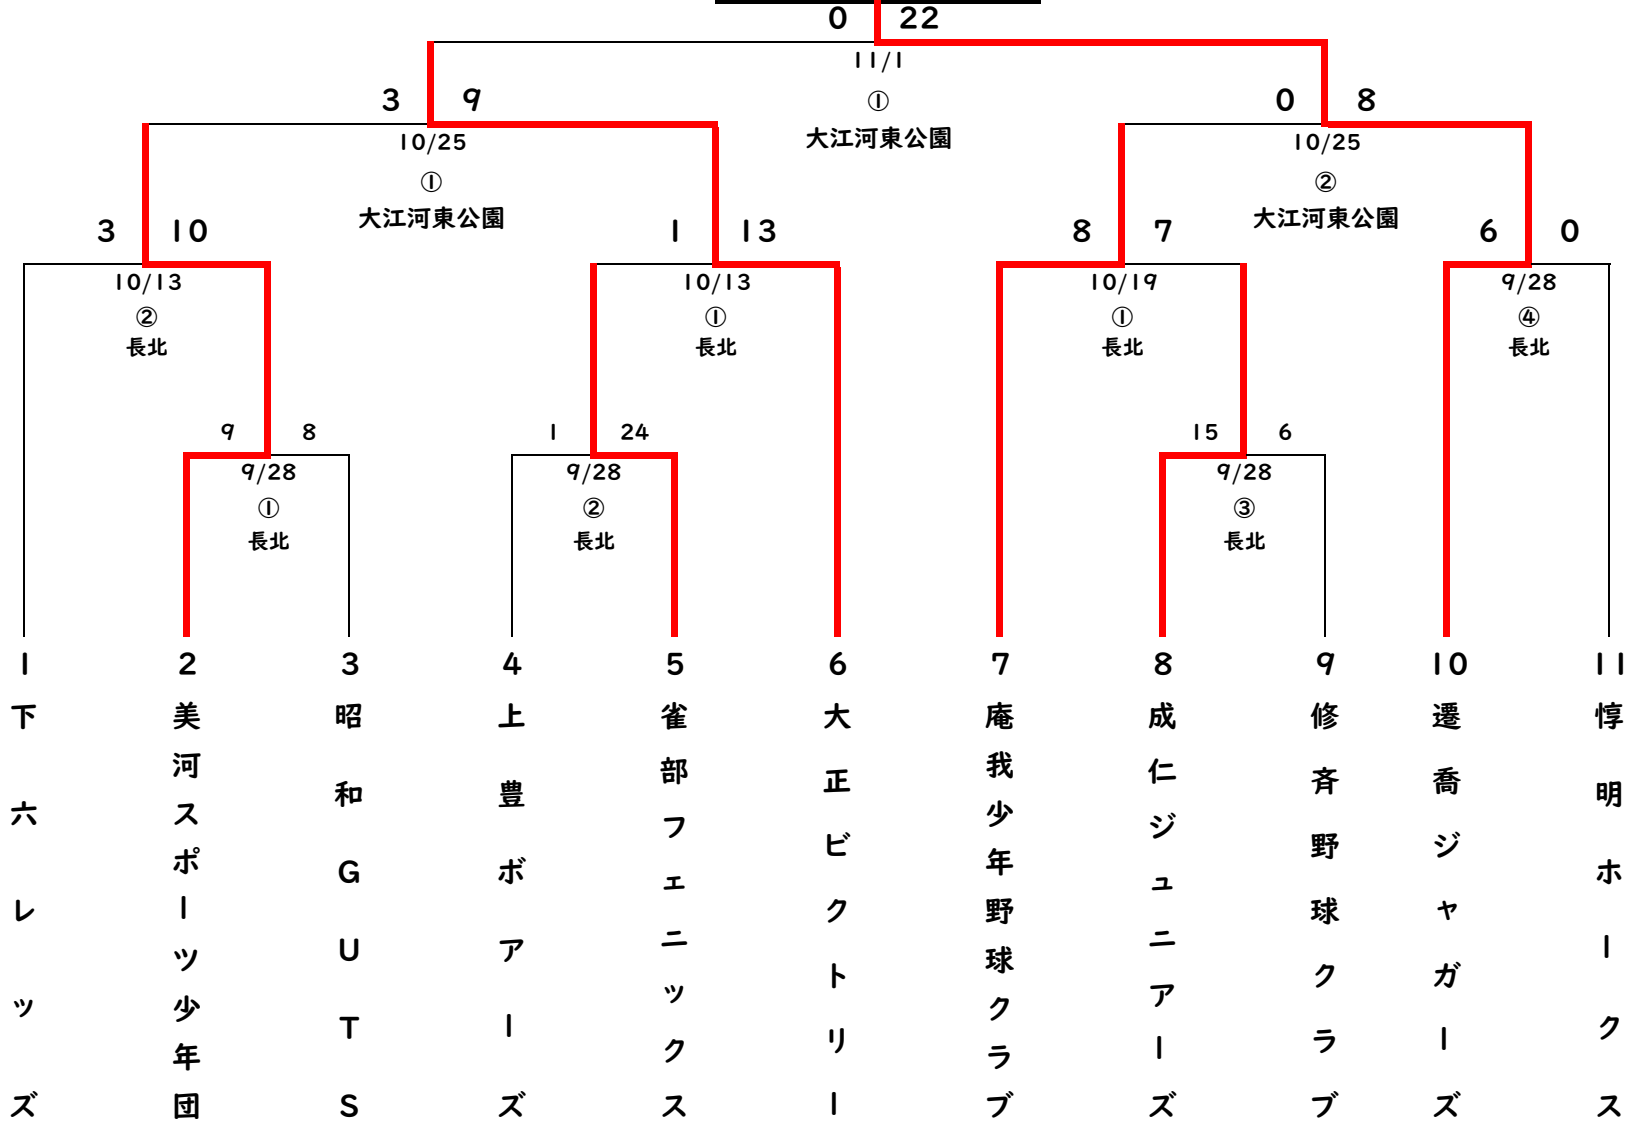 0 22
11/1
①
大江河東公園
3 9
10/25
①
大江河東公園
0 8
10/25
②
大江河東公園
3 10
10/13
②
長北
1 13
10/13
①
長北
8 7
10/19
①
長北
6 0
9/28
④
長北
9 8
9/28
①
長北
1 24
9/28
②
長北
15 6
9/28
③
長北
1
下六レッズ
2
美河スポーツ少年団
3
昭和GUTS
4
上豊ボアーズ
5
雀部フェニックス
6
大正ビクトリー
7
庵我少年野球クラブ
8
成仁ジュニアーズ
9
修斉野球クラブ
10
遷喬ジャガーズ
11
惇明ホークス